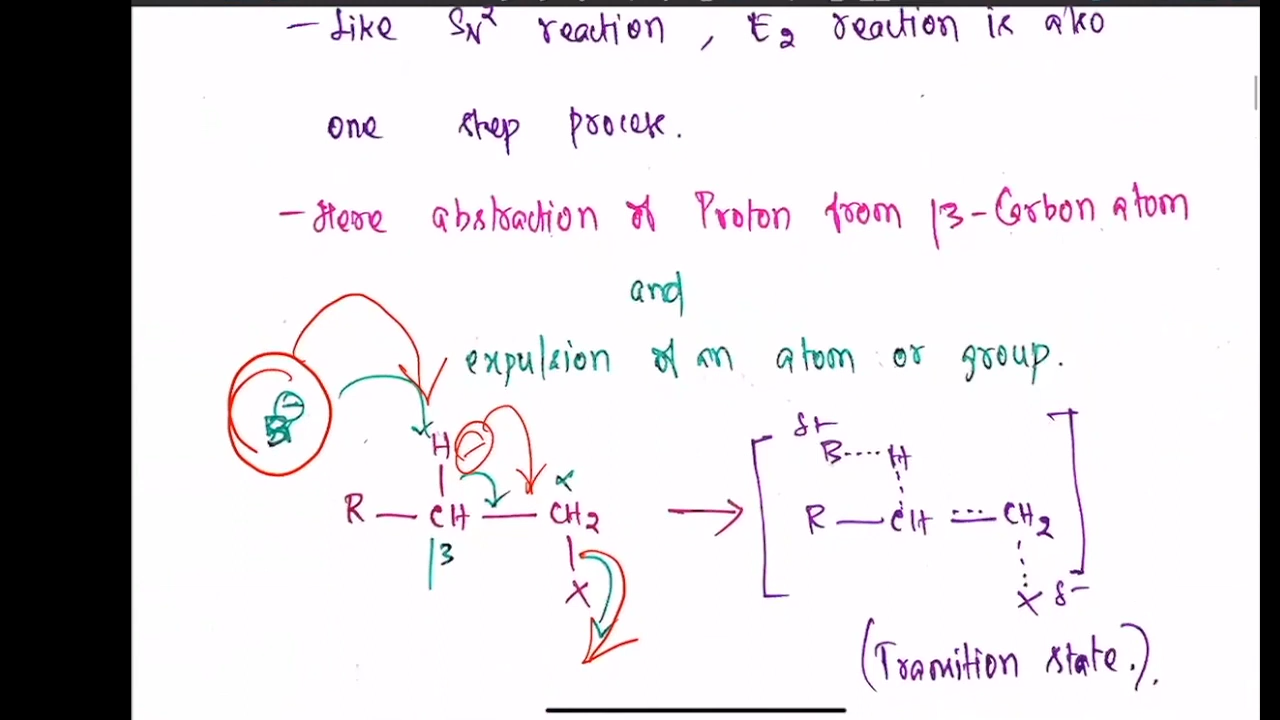 - Like SN² reaction, E2 reaction is also
one step process.
- Here abstraction of Proton from β-Carbon atom
and
expulsion of an atom or group.
B⊖
H ⊖
α
R — CH — CH2
β
X
→
δ-
B----H
R — CH == CH2
X δ-
(Transition state.).